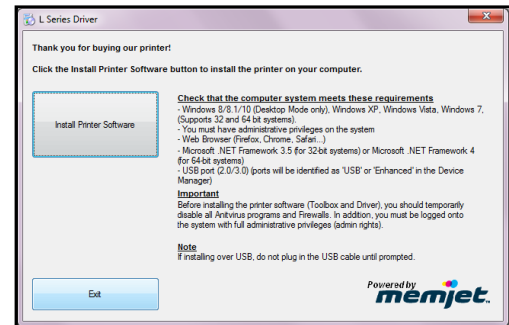 L Series Driver
Thank you for buying our printer!
Click the Install Printer Software button to install the printer on your computer.
Install Printer Software
Check that the computer system meets these requirements
- Windows 8/8.1/10 (Desktop Mode only), Windows XP, Windows Vista, Windows 7,
(Supports 32 and 64 bit systems).
- You must have administrative privileges on the system
- Web Browser (Firefox, Chrome, Safari...)
- Microsoft .NET Framework 3.5 (for 32-bit systems) or Microsoft .NET Framework 4
(for 64-bit systems)
- USB port (2.0/3.0) (ports will be identified as 'USB' or 'Enhanced' in the Device
Manager)
Important
Before installing the printer software (Toolbox and Driver), you should temporarily
disable all Antivirus programs and Firewalls. In addition, you must be logged onto
the system with full administrative privileges (admin rights).
Note
If installing over USB, do not plug in the USB cable until prompted.
Exit
Powered by
memjet.